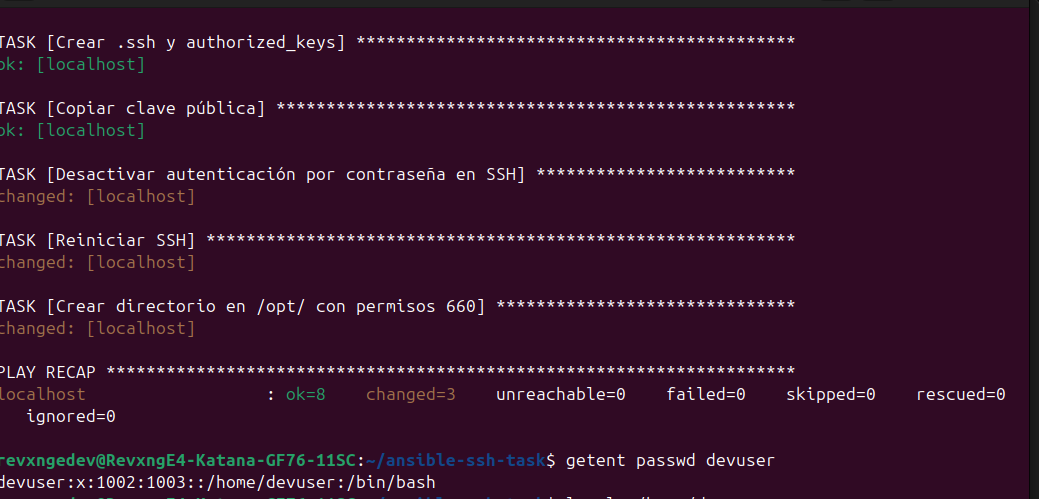 TASK [Crear .ssh y authorized_keys] ********************************************
ok: [localhost]
TASK [Copiar clave pública] ****************************************************
ok: [localhost]
TASK [Desactivar autenticación por contraseña en SSH] **************************
changed: [localhost]
TASK [Reiniciar SSH] ***********************************************************
changed: [localhost]
TASK [Crear directorio en /opt/ con permisos 660] ******************************
changed: [localhost]
PLAY RECAP *********************************************************************
localhost : ok=8 changed=3 unreachable=0 failed=0 skipped=0 rescued=0
ignored=0
revxngedev@RevxngE4-Katana-GF76-11SC:~/ansible-ssh-task$ getent passwd devuser
devuser:x:1002:1003::/home/devuser:/bin/bash